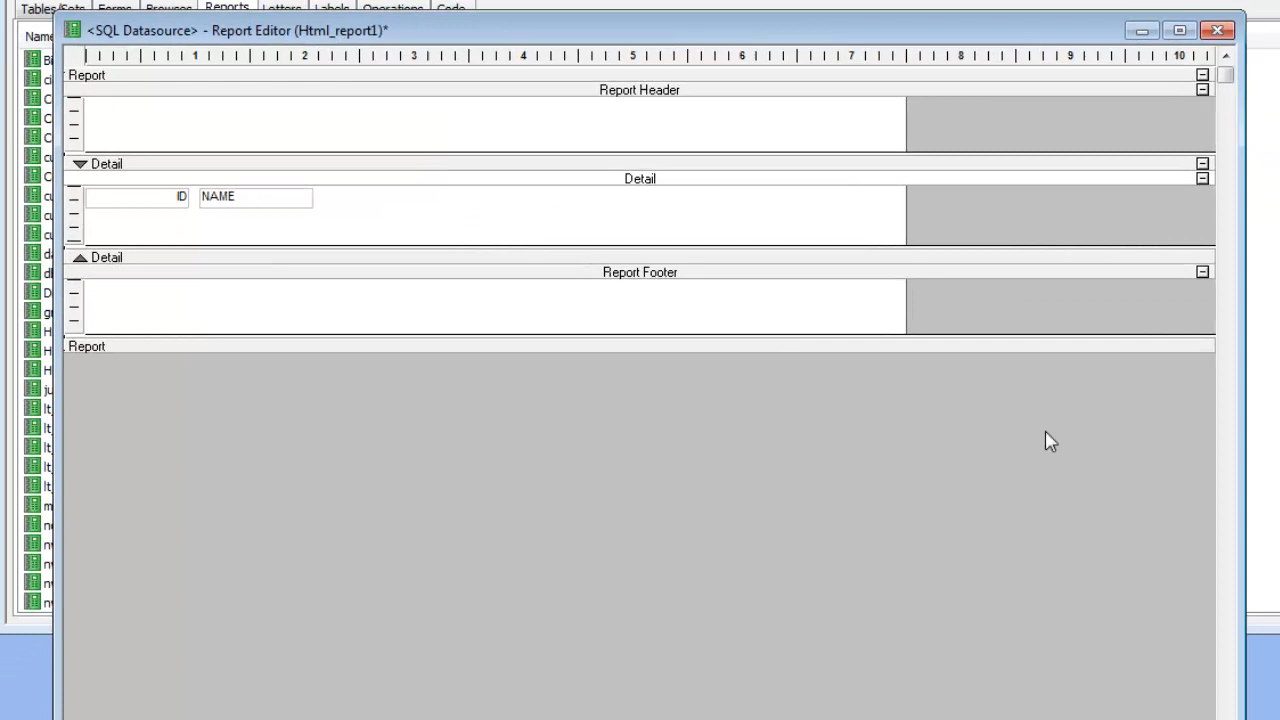 Tables/Sets Forms Browses Reports Letters Labels Operations Code
<SQL Datasource> - Report Editor (Html_report1)*
Name
1 2 3 4 5 6 7 8 9 10
Report
Report Header
Detail
Detail
ID NAME
Detail
Report Footer
Report